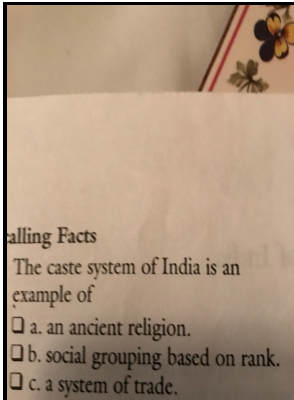 alling Facts
The caste system of India is an
example of
❑ a. an ancient religion.
❑ b. social grouping based on rank.
❑ c. a system of trade.